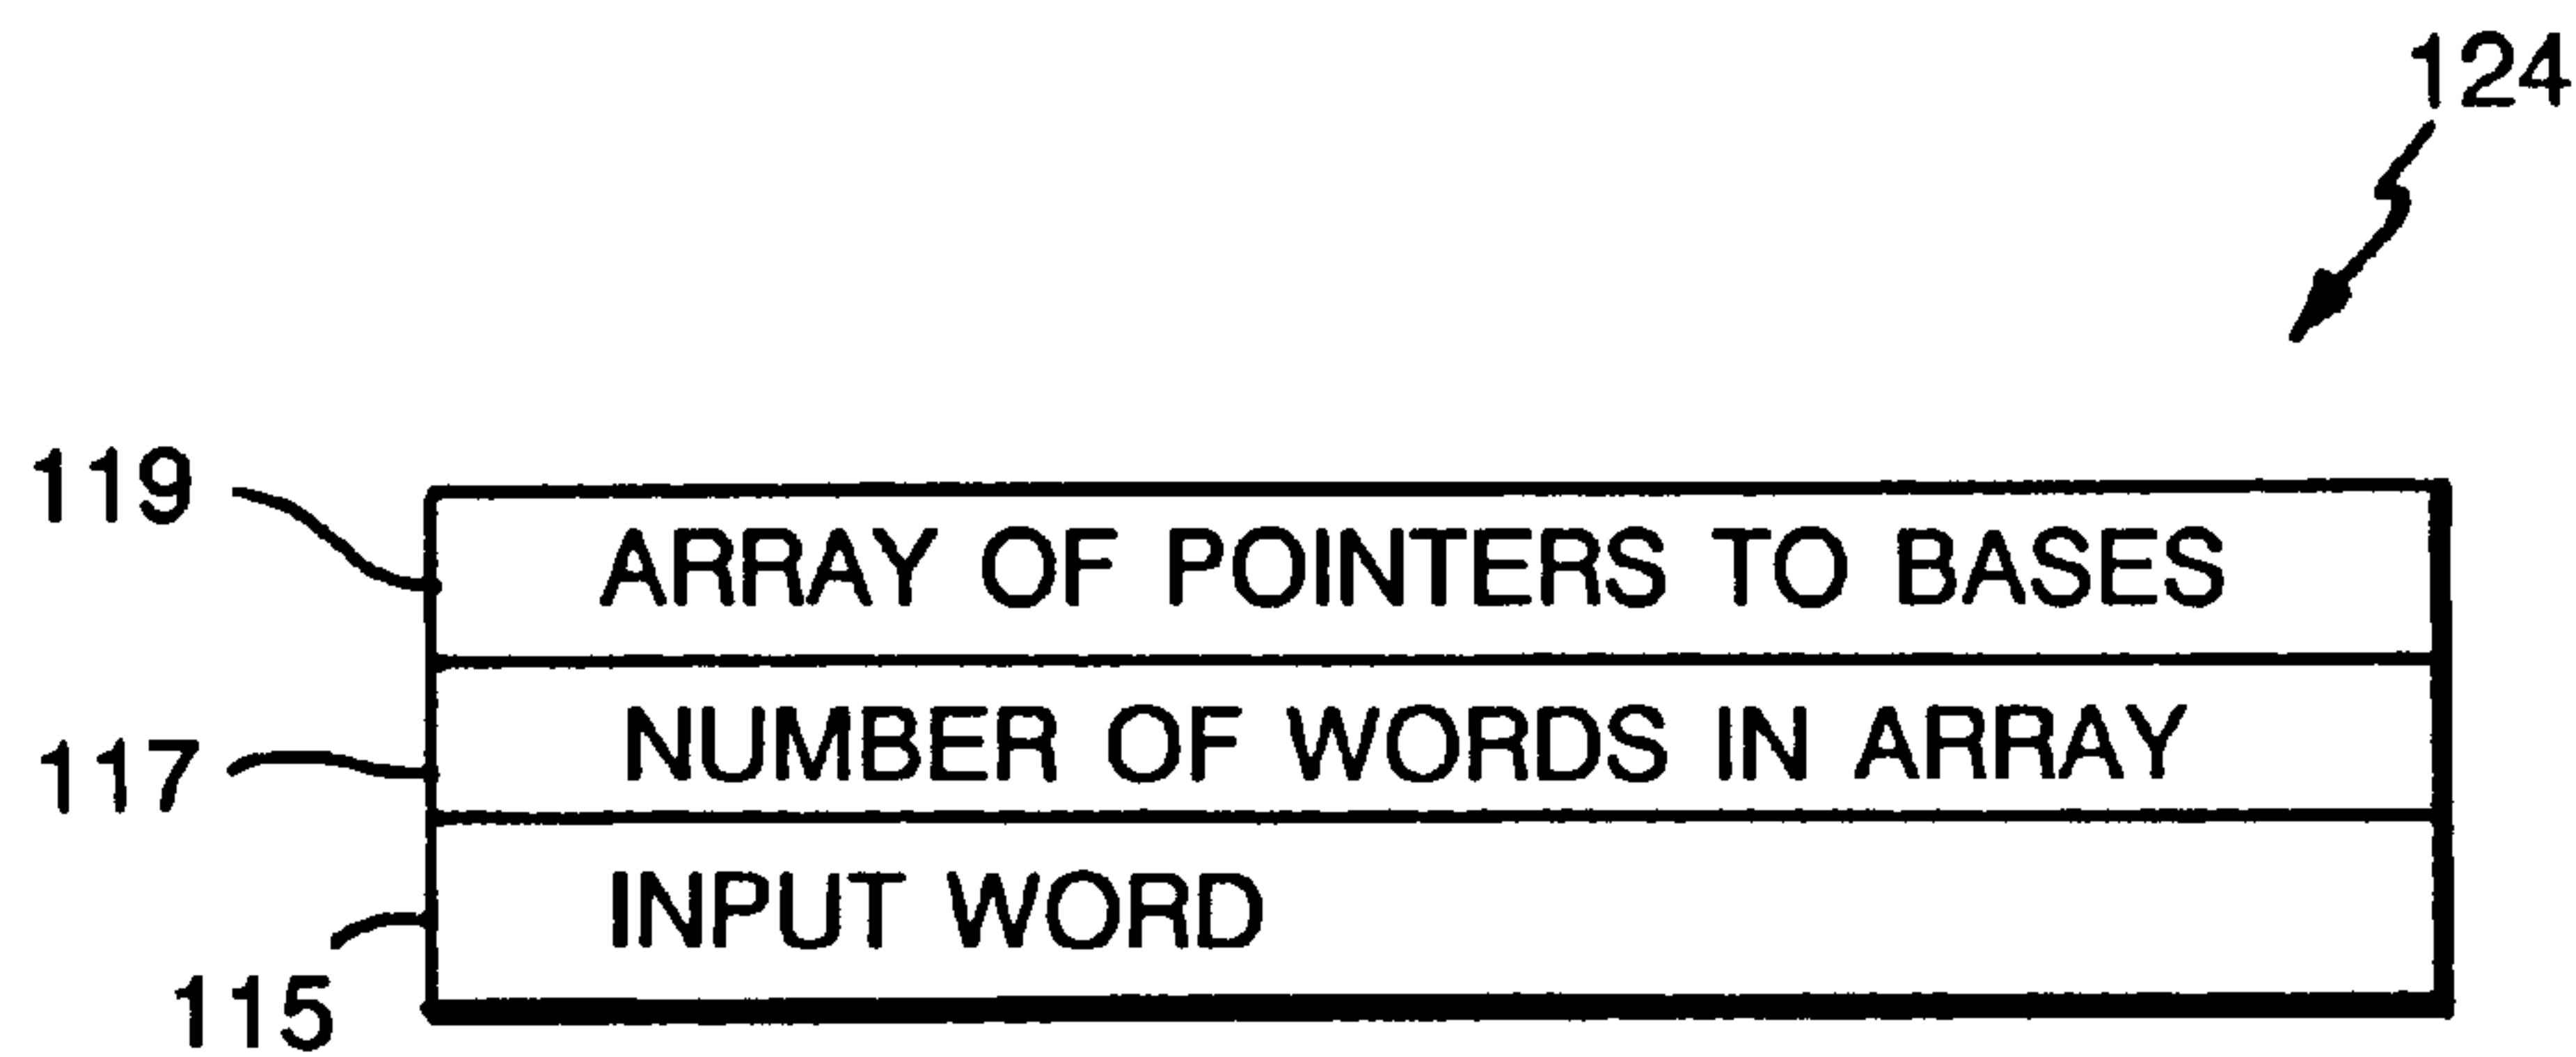 124
119
ARRAY OF POINTERS TO BASES
117
NUMBER OF WORDS IN ARRAY
INPUT WORD
115